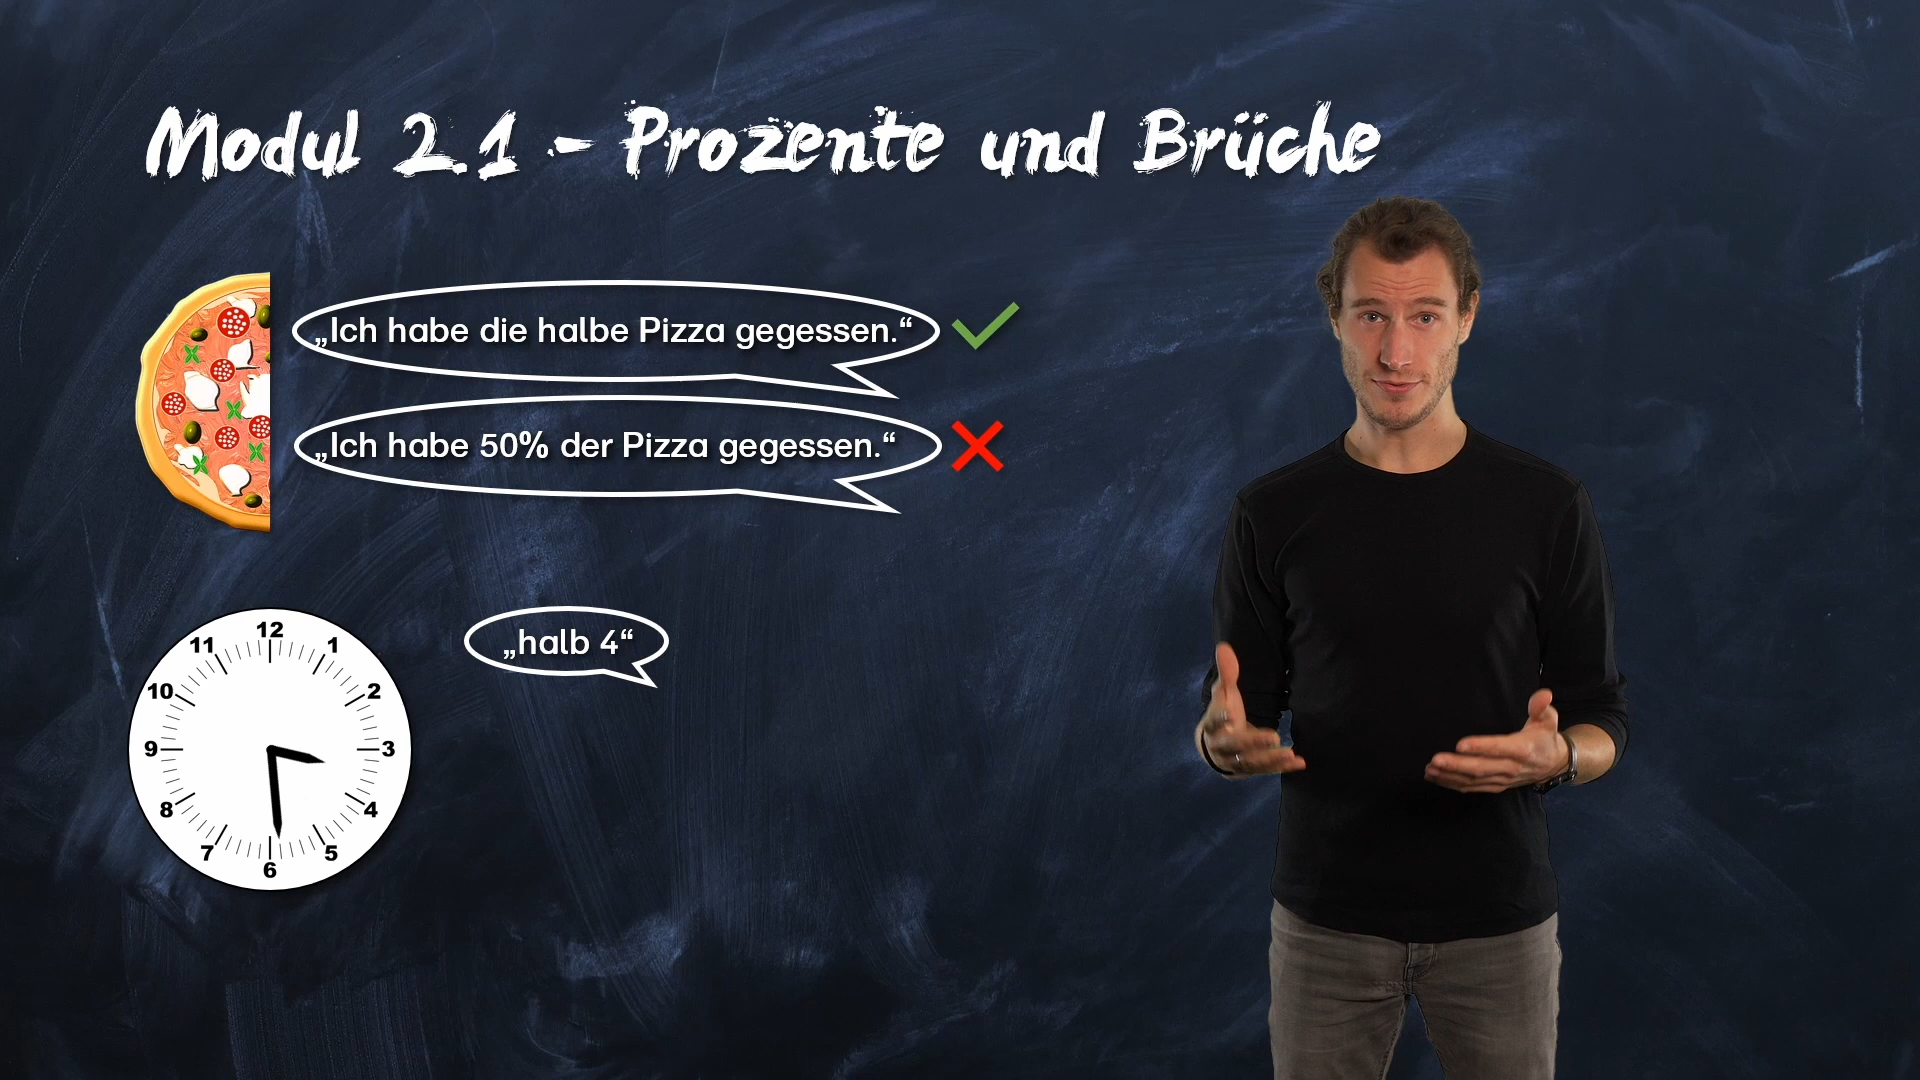 Modul 2.1 - Prozente und Brüche
„Ich habe die halbe Pizza gegessen.“
„Ich habe 50% der Pizza gegessen.“
„halb 4“
12
11 1
10 2
9 3
8 4
7 5
6